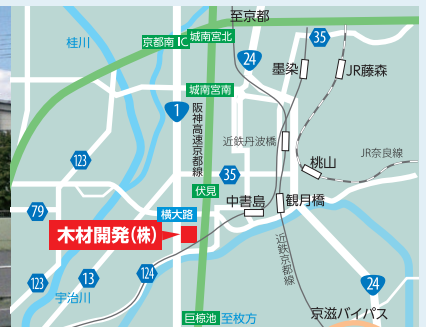 至京都
桂川
京都南IC
城南宮北
24
35
墨染
JR藤森
城南宮南
1
阪神高速京都線
近鉄丹波橋
JR奈良線
123
35
桃山
伏見
79
横大路
中書島
観月橋
木材開発(株)
近鉄京都線
123
13
124
宇治川
24
巨椋池
至枚方
京滋バイパス